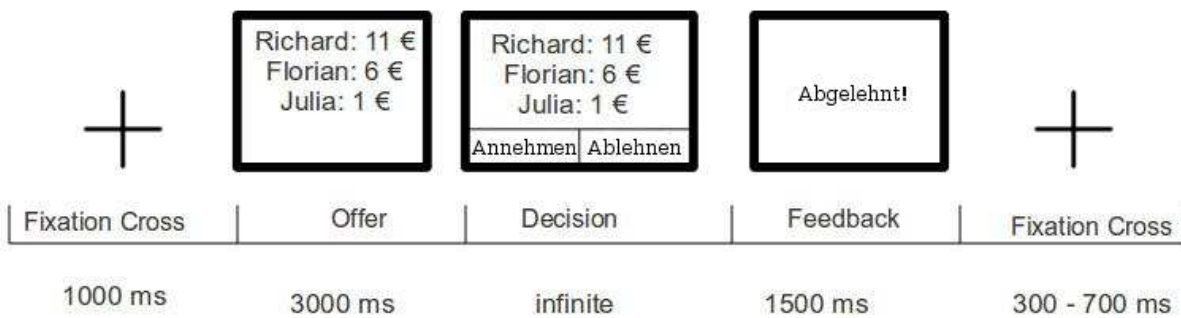 Richard: 11 €
Florian: 6 €
Julia: 1 €
Richard: 11 €
Florian: 6 €
Julia: 1 €
Annehmen Ablehnen
Abgelehnt!
Fixation Cross Offer Decision Feedback Fixation Cross
1000 ms 3000 ms infinite 1500 ms 300 - 700 ms